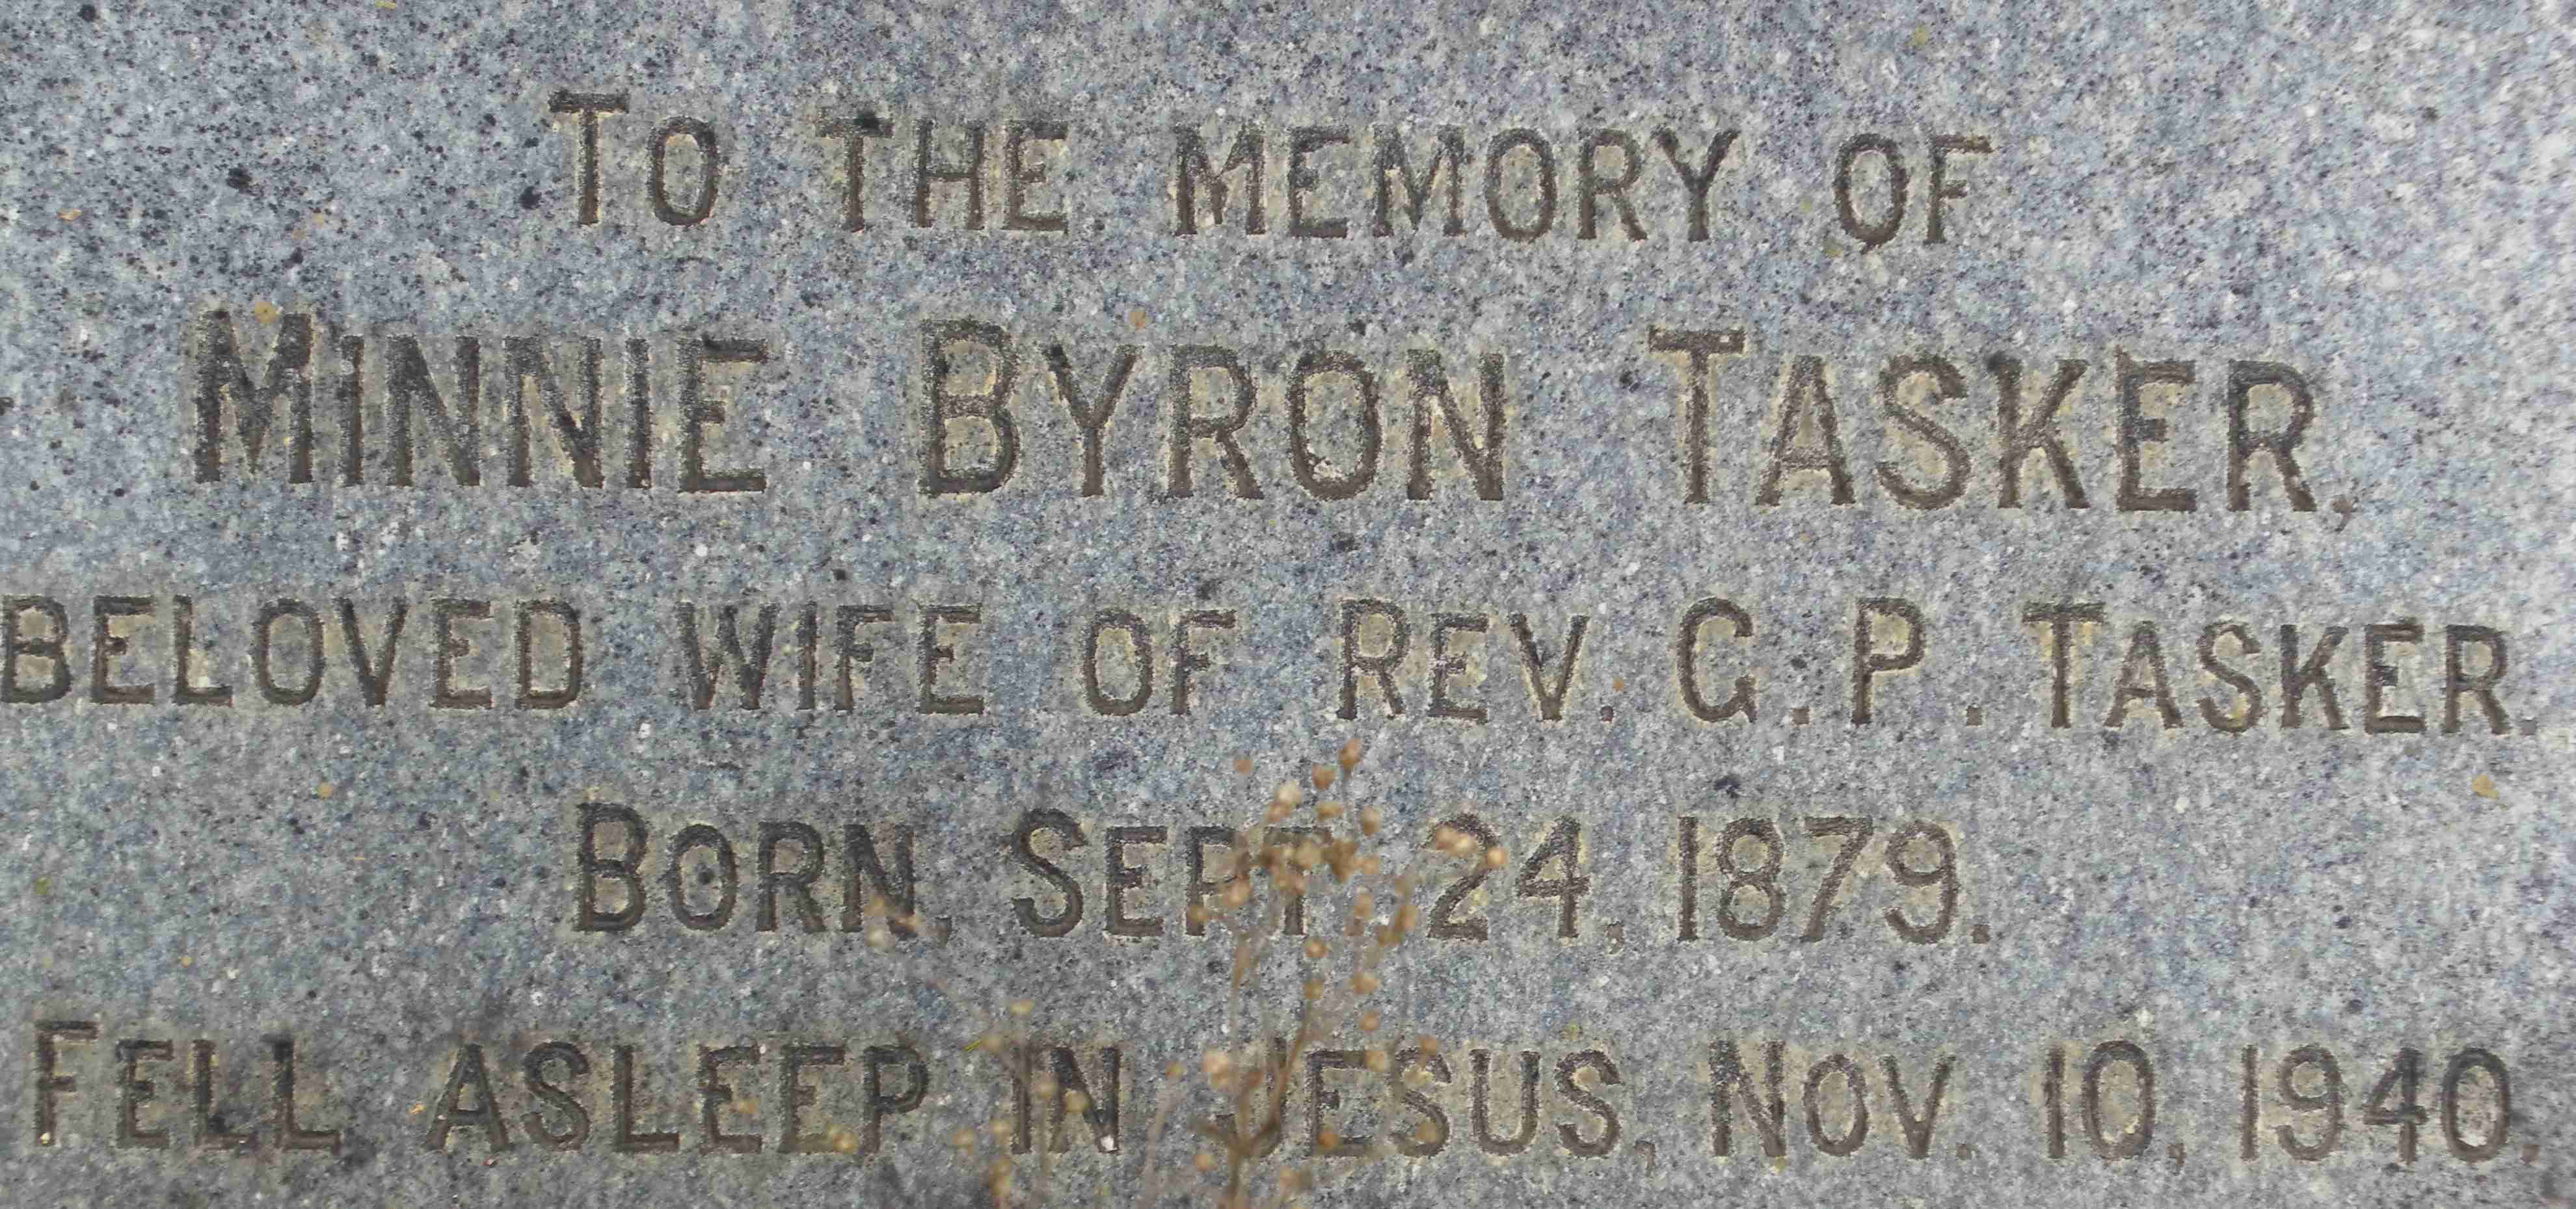 To the memory of
Minnie Byron Tasker,
beloved wife of Rev. G. P. Tasker.
Born, Sept 24, 1879.
Fell asleep in Jesus, Nov. 10, 1940.